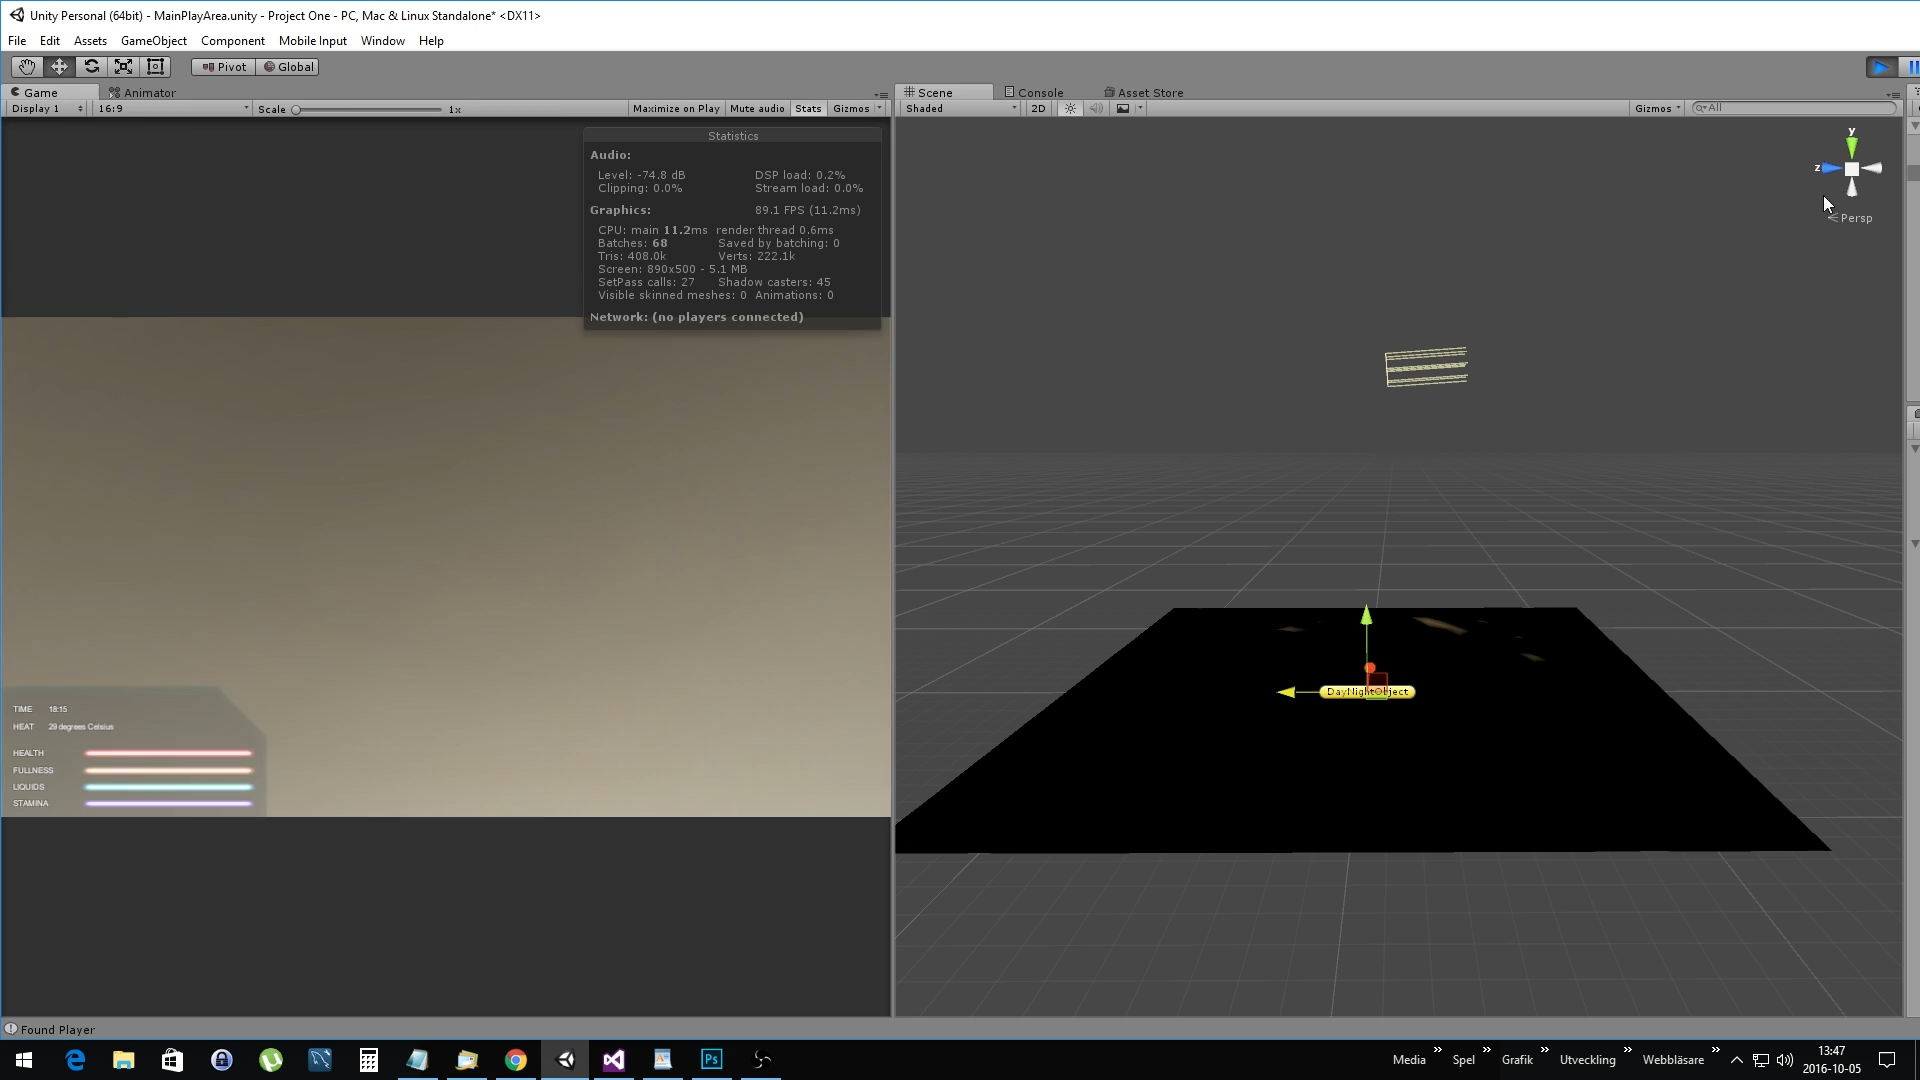 Unity Personal (64bit) - MainPlayArea.unity - Project One - PC, Mac & Linux Standalone* <DX11>
File Edit Assets GameObject Component Mobile Input Window Help
Pivot Global
Game Animator
Display 1 16:9 Scale 1x Maximize on Play Mute audio Stats Gizmos
Scene Console Asset Store
Shaded 2D Gizmos All
Statistics
Audio:
Level: -74.8 dB DSP load: 0.2%
Clipping: 0.0% Stream load: 0.0%
Graphics: 89.1 FPS (11.2ms)
CPU: main 11.2ms render thread 0.6ms
Batches: 68 Saved by batching: 0
Tris: 408.0k Verts: 222.1k
Screen: 890x500 - 5.1 MB
SetPass calls: 27 Shadow casters: 45
Visible skinned meshes: 0 Animations: 0
Network: (no players connected)
y
z
Persp
DayNightObject
TIME 18:15
HEAT 29 degrees Celsius
HEALTH
FULLNESS
LIQUIDS
STAMINA
Found Player
Ps
Media Spel Grafik Utveckling Webbläsare
13:47
2016-10-05